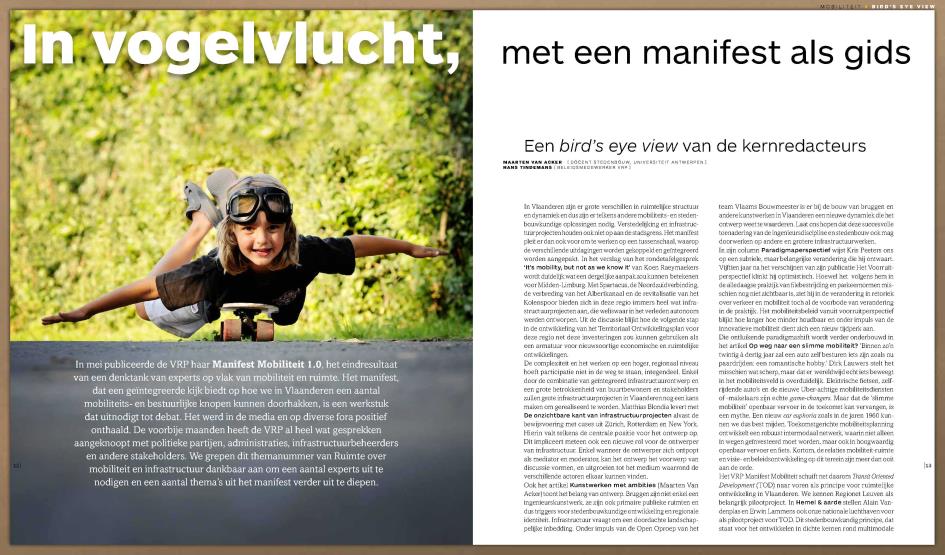 MOBILITEIT BIRD'S EYE VIEW
In vogelvlucht,
met een manifest als gids
Een bird's eye view van de kernredacteurs
MAARTEN VAN ACKER [ DOCENT STEDENBOUW, UNIVERSITEIT ANTWERPEN ]
HANS TINDEMANS [ BELEIDSMEDEWERKER VRP ]
In mei publiceerde de VRP haar Manifest Mobiliteit 1.0, het eindresultaat
van een denktank van experts op vlak van mobiliteit en ruimte. Het manifest,
dat een geïntegreerde kijk biedt op hoe we in Vlaanderen een aantal
mobiliteits- en bestuurlijke knopen kunnen doorhakken, is een werkstuk
dat uitnodigt tot debat. Het werd in de media en op diverse fora positief
onthaald. De voorbije maanden heeft de VRP al heel wat gesprekken
aangeknoopt met politieke partijen, administraties, infrastructuurbeheerders
en andere stakeholders. We grepen dit themanummer van Ruimte over
mobiliteit en infrastructuur dankbaar aan om een aantal experts uit te
nodigen en een aantal thema's uit het manifest verder uit te diepen.
In Vlaanderen zijn er grote verschillen in ruimtelijke structuur
en dynamiek en dus zijn er telkens andere mobiliteits- en steden-
bouwkundige oplossingen nodig. Verstedelijking en infrastruc-
tuurprojecten houden ook niet op aan de stadsgrens. Het manifest
pleit er dan ook voor om te werken op een tussenschaal, waarop
de verschillende uitdagingen worden gekoppeld en geïntegreerd
worden aangepakt. In het verslag van het rondetafelgesprek
'It's mobility, but not as we know it' van Koen Raeymaekers
wordt duidelijk wat een dergelijke aanpak zou kunnen betekenen
voor Midden-Limburg. Met Spartacus, de Noordzuidverbinding,
de verbreding van het Albertkanaal en de revitalisatie van het
Kolenspoor bieden zich in deze regio immers heel wat infra-
structuurprojecten aan, die weliswaar in het verleden autonoom
werden ontworpen. Uit de discussie blijkt hoe de volgende stap
in de ontwikkeling van het Territoriaal Ontwikkelingsplan voor
deze regio net deze investeringen zou kunnen gebruiken als
een armatuur voor nieuwsoortige economische en ruimtelijke
ontwikkelingen.
De complexiteit en het werken op een hoger, regionaal niveau
hoeft participatie niet in de weg te staan, integendeel. Enkel
door de combinatie van geïntegreerd infrastructuurontwerp en
een grote betrokkenheid van buurtbewoners en stakeholders
zullen grote infrastructuurprojecten in Vlaanderen nog een kans
maken om gerealiseerd te worden. Matthias Blondia levert met
De onzichtbare kant van infrastructuurprojecten alvast de
bewijsvoering met cases uit Zürich, Rotterdam en New York.
Hierin valt telkens de centrale positie voor het ontwerp op.
Dit impliceert meteen ook een nieuwe rol voor de ontwerper
van infrastructuur. Enkel wanneer de ontwerper zich ontpopt
als mediator en moderator, kan het ontwerp het voorwerp van
discussie vormen, en uitgroeien tot het medium waarrond de
verschillende actoren elkaar kunnen vinden.
Ook het artikel Kunstwerken met ambities (Maarten Van
Acker) toont het belang van ontwerp. Bruggen zijn niet enkel een
ingenieurskunstwerk, ze zijn ook primaire publieke ruimten en
dus triggers voor stedenbouwkundige ontwikkeling en regionale
identiteit. Infrastructuur vraagt om een doordachte landschap-
pelijke inbedding. Onder impuls van de Open Oproep van het
team Vlaams Bouwmeester is er bij de bouw van bruggen en
andere kunstwerken in Vlaanderen een nieuwe dynamiek die het
ontwerp weet te waarderen. Laat ons hopen dat deze succesvolle
toenadering van de ingenieursdiscipline en stedenbouw ook mag
doorwerken op andere en grotere infrastructuurwerken.
In zijn column Paradigmaperspectief wijst Kris Peeters ons
op een subtiele, maar belangrijke verandering die hij ontwaart.
Vijftien jaar na het verschijnen van zijn publicatie Het Vooruit-
perspectief klinkt hij optimistisch. Hoewel het volgens hem in
de alledaagse praktijk van filebestrijding en parkeernormen mis-
schien nog niet zichtbaar is, ziet hij in de verandering in retoriek
over verkeer en mobiliteit toch al de voorbode van verandering
in de praktijk. Het mobiliteitsbeleid vanuit vooruitperspectief
blijkt hoe langer hoe minder houdbaar en onder impuls van de
innovatieve mobiliteit dient zich een nieuw tijdperk aan.
Die ontluikende paradigmashift wordt verder onderbouwd in
het artikel Op weg naar een slimme mobiliteit? 'Binnen zo'n
twintig à dertig jaar zal een auto zelf besturen iets zijn zoals nu
paardrijden: een romantische hobby.' Dirk Lauwers stelt het
misschien wat scherp, maar dat er wereldwijd echt iets beweegt
in het mobiliteitsveld is overduidelijk. Elektrische fietsen, zelf-
rijdende auto's en de nieuwe Uber-achtige mobiliteitsdiensten
of -makelaars zijn echte game-changers. Maar dat de 'slimme
mobiliteit' openbaar vervoer in de toekomst kan vervangen, is
een mythe. Een nieuw car euphoria zoals in de jaren 1960 kun-
nen we dus best mijden. Toekomstgerichte mobiliteitsplanning
ontwikkelt een robuust intermodaal netwerk, waarin niet alleen
in wegen geïnvesteerd moet worden, maar ook in hoogwaardig
openbaar vervoer en fiets. Kortom, de relaties mobiliteit-ruimte
en visie- en beleidsontwikkeling op dit terrein zijn meer dan ooit
aan de orde.
Het VRP Manifest Mobiliteit schuift net daarom Transit Oriented
Development (TOD) naar voren als principe voor ruimtelijke
ontwikkeling in Vlaanderen. We kennen Regionet Leuven als
belangrijk pilootproject. In Hemel & aarde stellen Alain Van-
derplas en Erwin Lammens ook onze nationale luchthaven voor
als pilootproject voor TOD. Dit stedenbouwkundig principe, dat
staat voor het ontwikkelen in dichte kernen rond multimodale